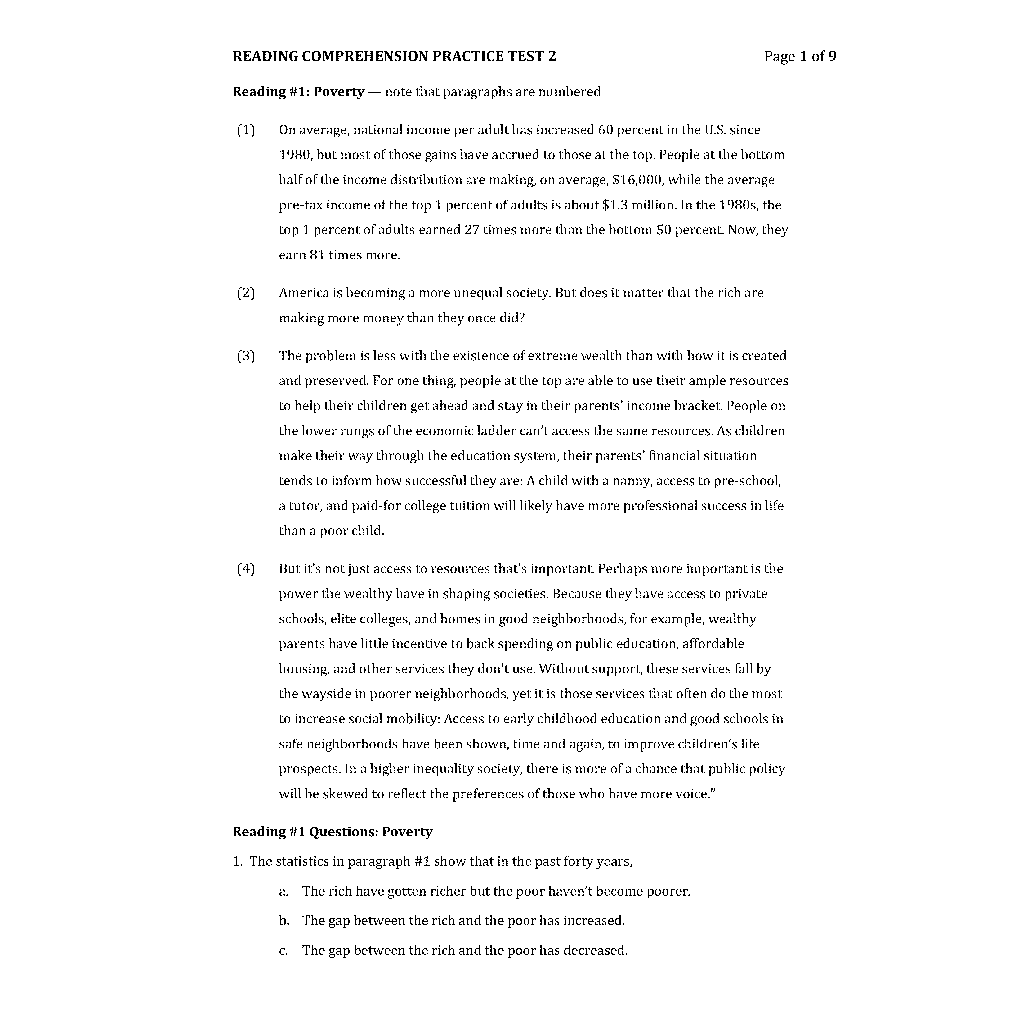 READING COMPREHENSION PRACTICE TEST 2 Page 1 of 9
Reading #1: Poverty — note that paragraphs are numbered
(1) On average, national income per adult has increased 60 percent in the U.S. since
1980, but most of those gains have accrued to those at the top. People at the bottom
half of the income distribution are making, on average, $16,000, while the average
pre-tax income of the top 1 percent of adults is about $1.3 million. In the 1980s, the
top 1 percent of adults earned 27 times more than the bottom 50 percent. Now, they
earn 81 times more.
(2) America is becoming a more unequal society. But does it matter that the rich are
making more money than they once did?
(3) The problem is less with the existence of extreme wealth than with how it is created
and preserved. For one thing, people at the top are able to use their ample resources
to help their children get ahead and stay in their parents’ income bracket. People on
the lower rungs of the economic ladder can’t access the same resources. As children
make their way through the education system, their parents’ financial situation
tends to inform how successful they are: A child with a nanny, access to pre-school,
a tutor, and paid-for college tuition will likely have more professional success in life
than a poor child.
(4) But it’s not just access to resources that’s important. Perhaps more important is the
power the wealthy have in shaping societies. Because they have access to private
schools, elite colleges, and homes in good neighborhoods, for example, wealthy
parents have little incentive to back spending on public education, affordable
housing, and other services they don’t use. Without support, these services fall by
the wayside in poorer neighborhoods, yet it is those services that often do the most
to increase social mobility: Access to early childhood education and good schools in
safe neighborhoods have been shown, time and again, to improve children’s life
prospects. In a higher inequality society, there is more of a chance that public policy
will be skewed to reflect the preferences of those who have more voice.”
Reading #1 Questions: Poverty
1. The statistics in paragraph #1 show that in the past forty years,
a. The rich have gotten richer but the poor haven’t become poorer.
b. The gap between the rich and the poor has increased.
c. The gap between the rich and the poor has decreased.